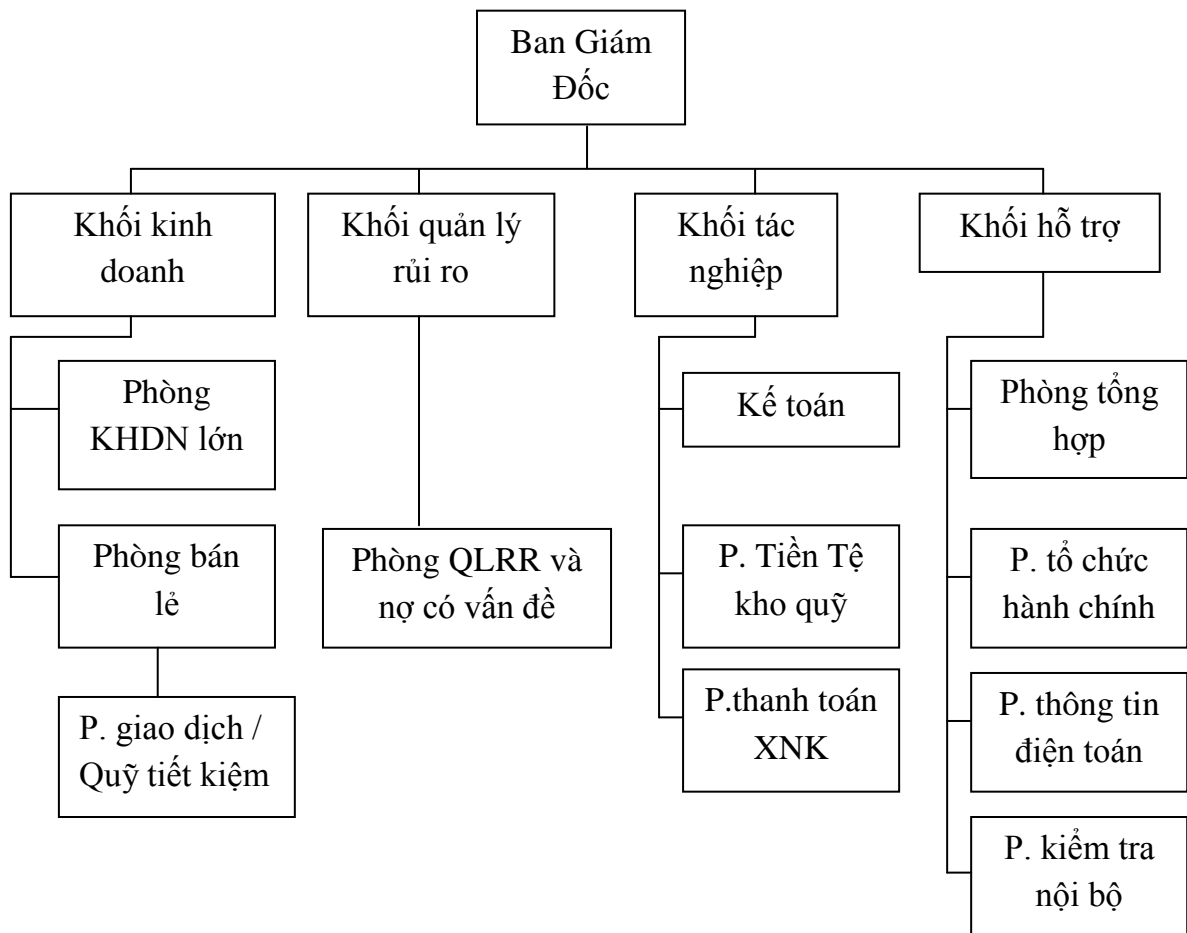 Ban Giám
Đốc
Khối kinh
doanh
Khối quản lý
rủi ro
Khối tác
nghiệp
Khối hỗ trợ
Phòng
KHDN lớn
Phòng bán
lẻ
P. giao dịch /
Quỹ tiết kiệm
Phòng QLRR và
nợ có vấn đề
Kế toán
P. Tiền Tệ
kho quỹ
P.thanh toán
XNK
Phòng tổng
hợp
P. tổ chức
hành chính
P. thông tin
điện toán
P. kiểm tra
nội bộ